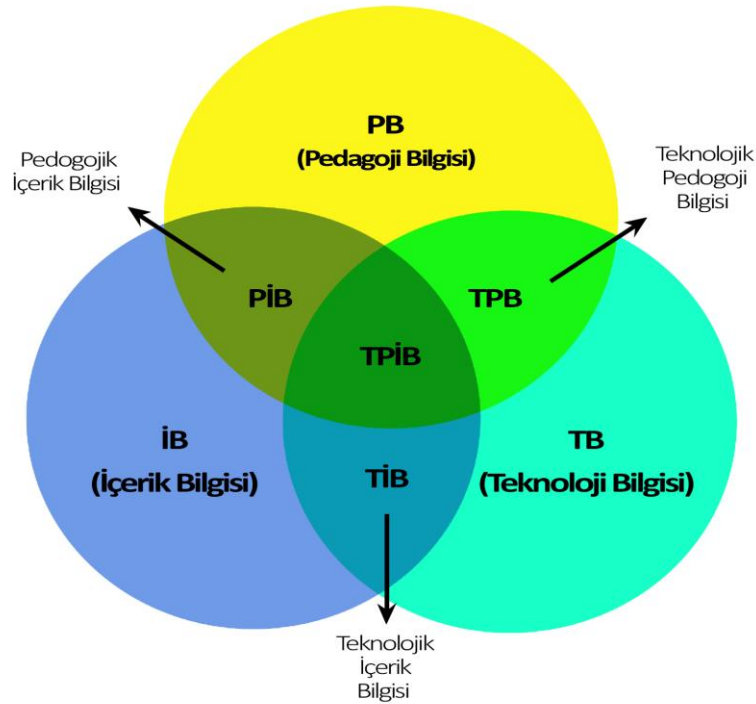 PB
(Pedagoji Bilgisi)
Pedogojik
İçerik Bilgisi
Teknolojik
Pedogoji
Bilgisi
PİB
TPB
TPİB
İB
(İçerik Bilgisi)
TİB
TB
(Teknoloji Bilgisi)
Teknolojik
İçerik
Bilgisi